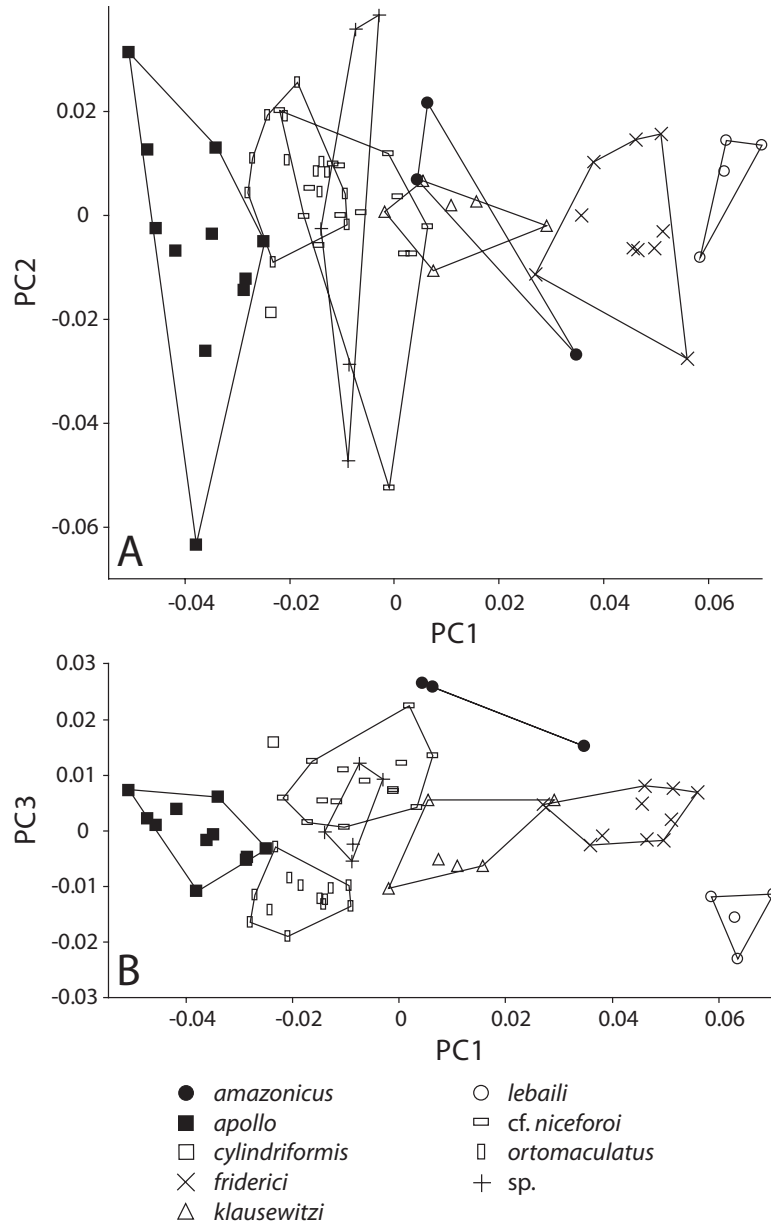 0.02
0
-0.02
-0.04
-0.06
PC2
A
-0.04 -0.02 0 0.02 0.04 0.06
PC1
0.03
0.02
0.01
0
-0.01
-0.02
-0.03
PC3
B
-0.04 -0.02 0 0.02 0.04 0.06
PC1
amazonicus
apollo
cylindriformis
friderici
klausewitzi
lebaili
cf. niceforoi
ortomaculatus
sp.